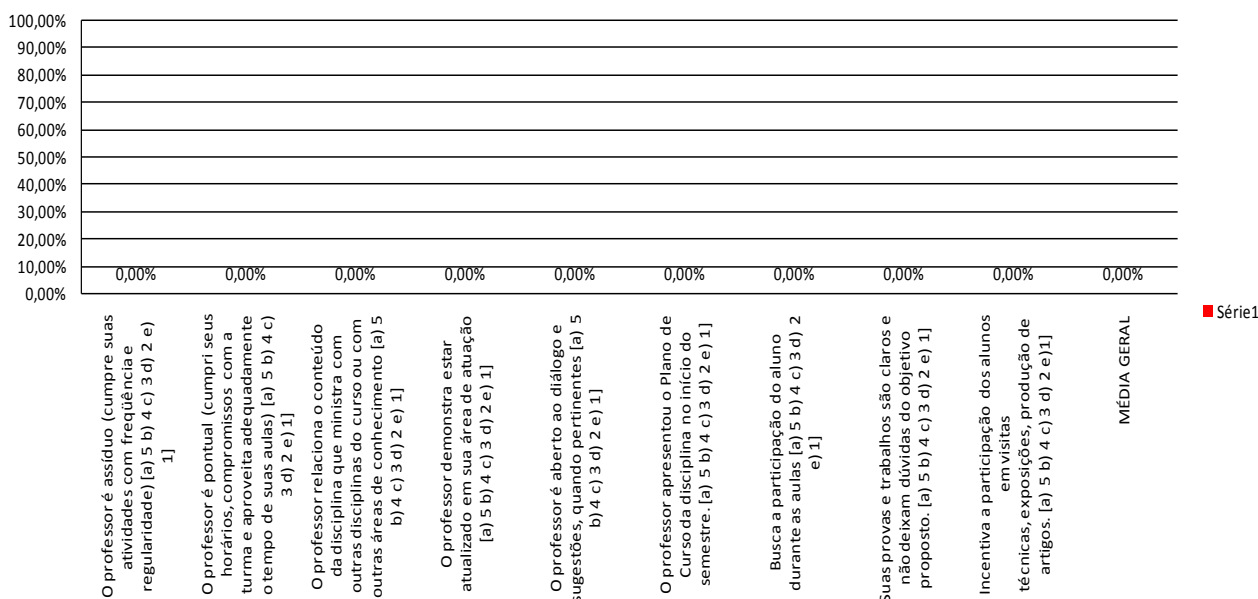 100,00%
90,00%
80,00%
70,00%
60,00%
50,00%
40,00%
30,00%
20,00%
10,00%
0,00%
0,00% 0,00% 0,00% 0,00% 0,00% 0,00% 0,00% 0,00% 0,00% 0,00%
O professor é assíduo (cumpre suas
atividades com freqüência e
regularidade) [a) 5 b) 4 c) 3 d) 2 e)
1]
O professor é pontual (cumpri seus
horários, compromissos com a
turma e aproveita adequadamente
o tempo de suas aulas) [a) 5 b) 4 c)
3 d) 2 e) 1]
O professor relaciona o conteúdo
da disciplina que ministra com
outras disciplinas do curso ou com
outras áreas de conhecimento [a) 5
b) 4 c) 3 d) 2 e) 1]
O professor demonstra estar
atualizado em sua área de atuação
[a) 5 b) 4 c) 3 d) 2 e) 1]
O professor é aberto ao diálogo e
sugestões, quando pertinentes [a) 5
b) 4 c) 3 d) 2 e) 1]
O professor apresentou o Plano de
Curso da disciplina no início do
semestre. [a) 5 b) 4 c) 3 d) 2 e) 1]
Busca a participação do aluno
durante as aulas [a) 5 b) 4 c) 3 d) 2
e) 1]
Suas provas e trabalhos são claros e
não deixam dúvidas do objetivo
proposto. [a) 5 b) 4 c) 3 d) 2 e) 1]
Incentiva a participação dos alunos
em visitas
técnicas, exposições, produção de
artigos. [a) 5 b) 4 c) 3 d) 2 e)1]
MÉDIA GERAL
Série1